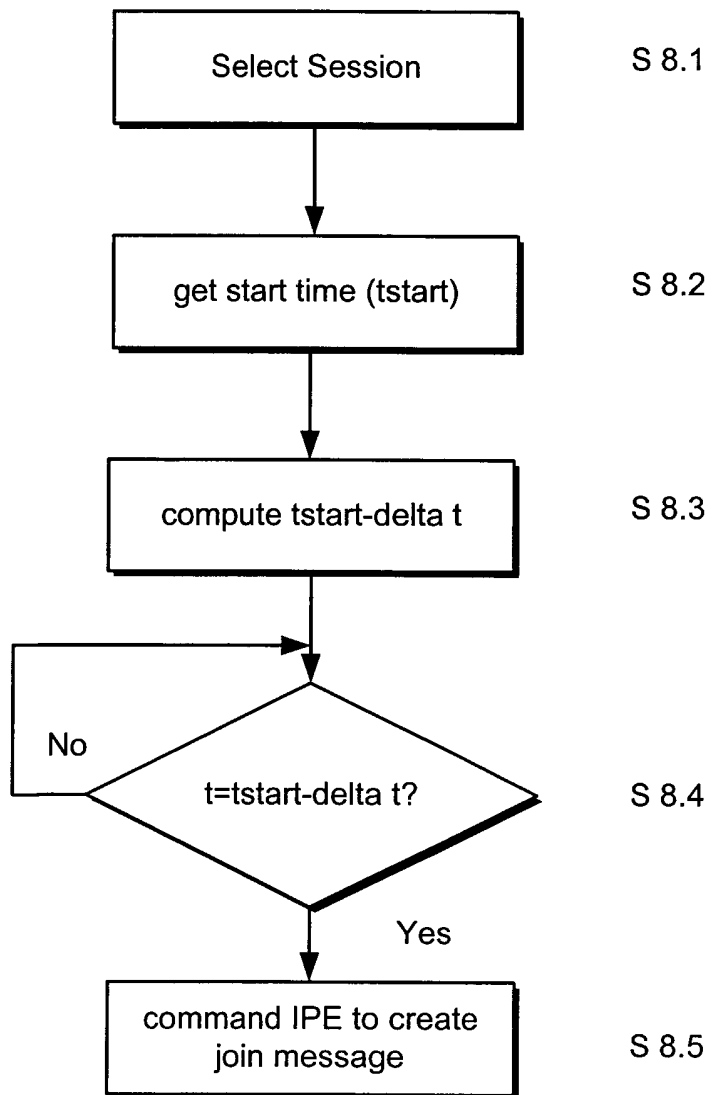 Select Session
S 8.1
get start time (tstart)
S 8.2
compute tstart-delta t
S 8.3
No
t=tstart-delta t?
S 8.4
Yes
command IPE to create
join message
S 8.5